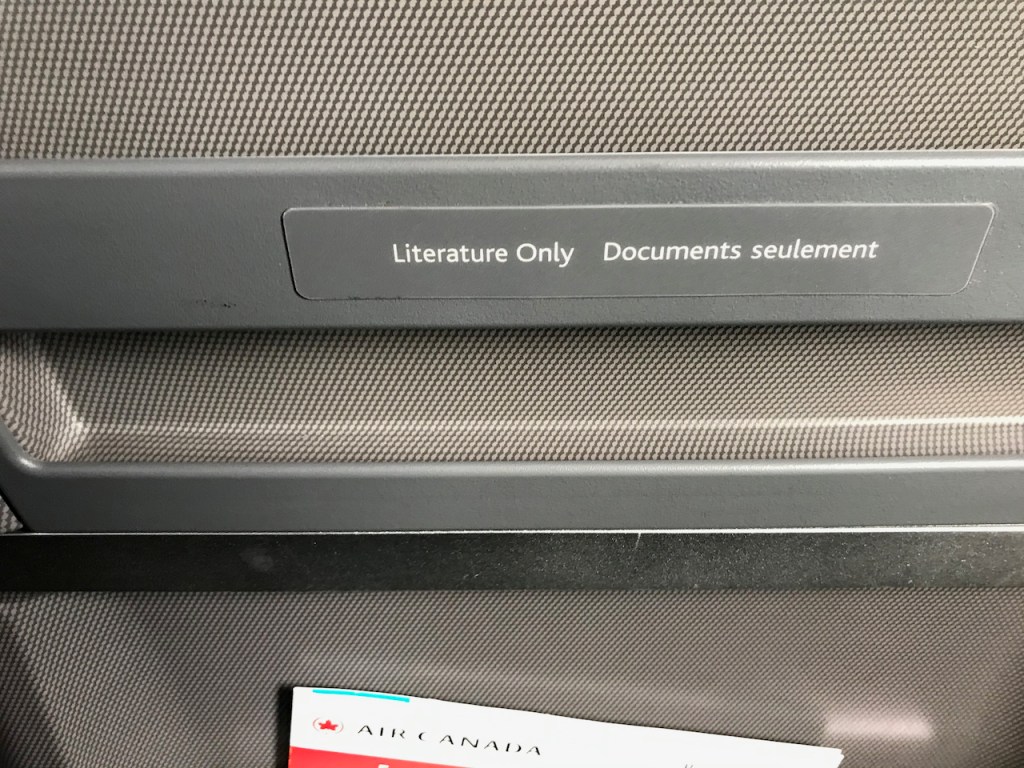 Literature Only Documents seulement
AIR CANADA